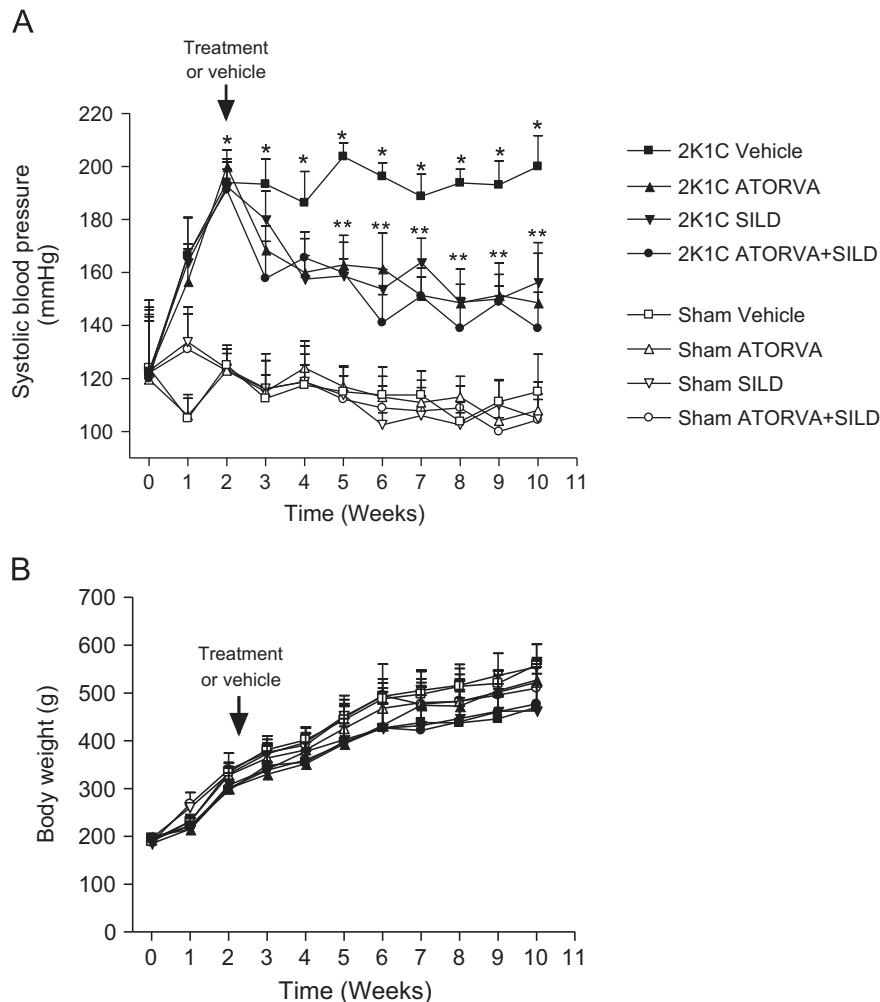 A
Treatment
or vehicle
Systolic blood pressure
(mmHg)
220
200
180
160
140
120
100
* * * * * * * * *
** ** ** ** ** **
0 1 2 3 4 5 6 7 8 9 10 11
Time (Weeks)
2K1C Vehicle
2K1C ATORVA
2K1C SILD
2K1C ATORVA+SILD
Sham Vehicle
Sham ATORVA
Sham SILD
Sham ATORVA+SILD
B
Treatment
or vehicle
Body weight (g)
700
600
500
400
300
200
100
0
0 1 2 3 4 5 6 7 8 9 10 11
Time (Weeks)